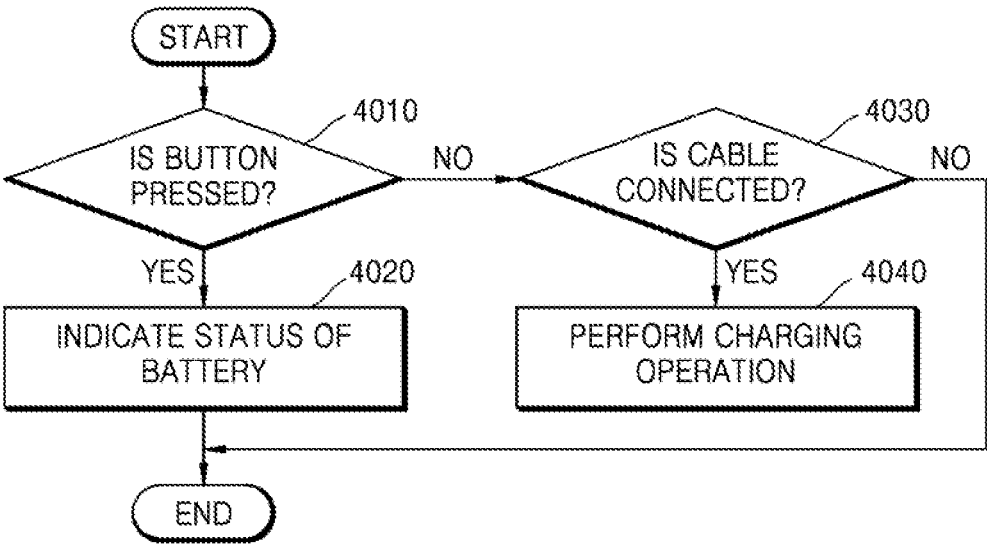 START
4010
IS BUTTON
PRESSED?
NO
4030
IS CABLE
CONNECTED?
NO
YES
4020
INDICATE STATUS OF
BATTERY
YES
4040
PERFORM CHARGING
OPERATION
END